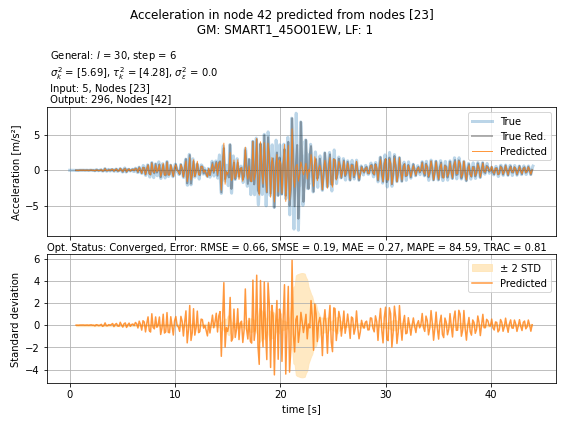 Acceleration in node 42 predicted from nodes [23]
GM: SMART1_45O01EW, LF: 1
General: l = 30, step = 6
σ²ₖ = [5.69], τ²ₖ = [4.28], σ²ε = 0.0
Input: 5, Nodes [23]
Output: 296, Nodes [42]
True
True Red.
Predicted
5
0
−5
Acceleration [m/s²]
Opt. Status: Converged, Error: RMSE = 0.66, SMSE = 0.19, MAE = 0.27, MAPE = 84.59, TRAC = 0.81
± 2 STD
Predicted
6
4
2
0
−2
−4
Standard deviation
0 10 20 30 40
time [s]